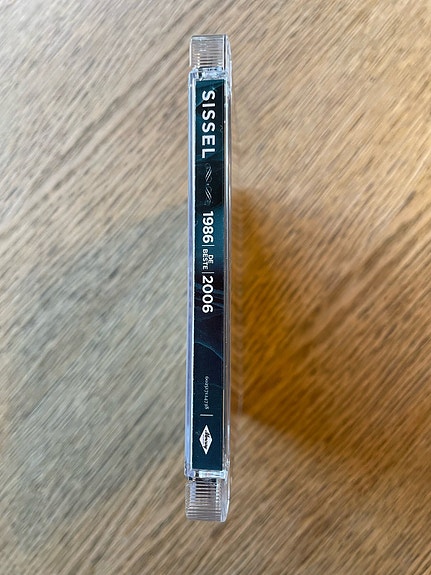 SISSEL
1986 | DE BESTE | 2006